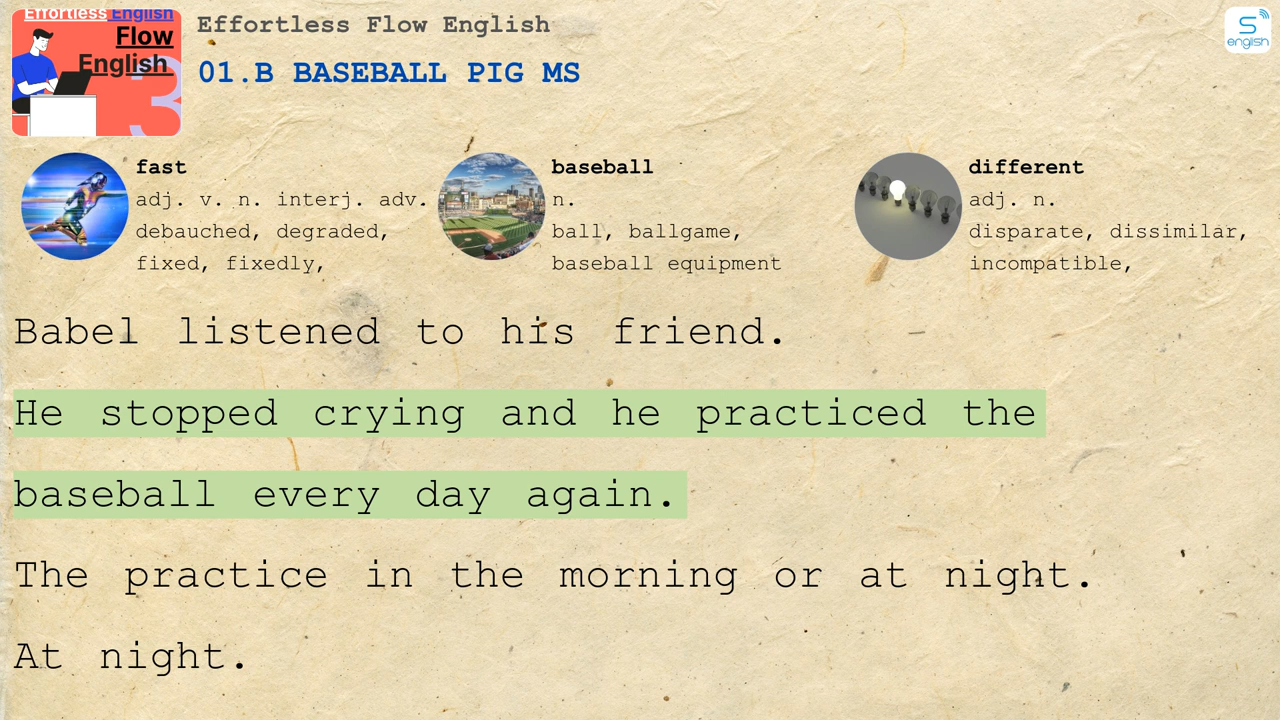 Effortless English
Flow
English
3
Effortless Flow English
01.B BASEBALL PIG MS
S
english
fast
adj. v. n. interj. adv.
debauched, degraded,
fixed, fixedly,
baseball
n.
ball, ballgame,
baseball equipment
different
adj. n.
disparate, dissimilar,
incompatible,
Babel listened to his friend.
He stopped crying and he practiced the
baseball every day again.
The practice in the morning or at night.
At night.